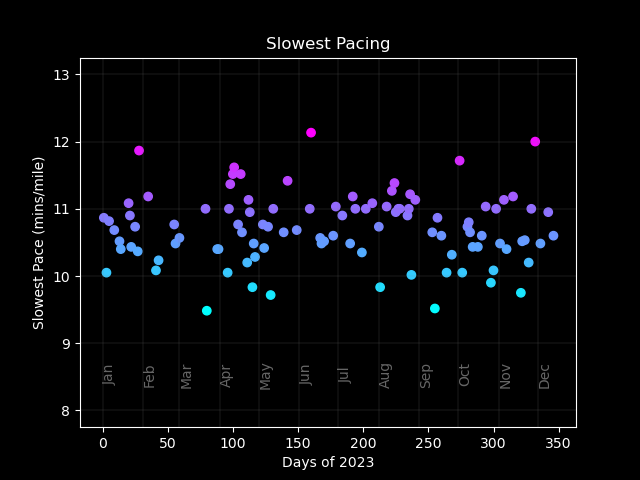 Slowest Pacing
Slowest Pace (mins/mile)
13
12
11
10
9
8
Jan
Feb
Mar
Apr
May
Jun
Jul
Aug
Sep
Oct
Nov
Dec
0 50 100 150 200 250 300 350
Days of 2023